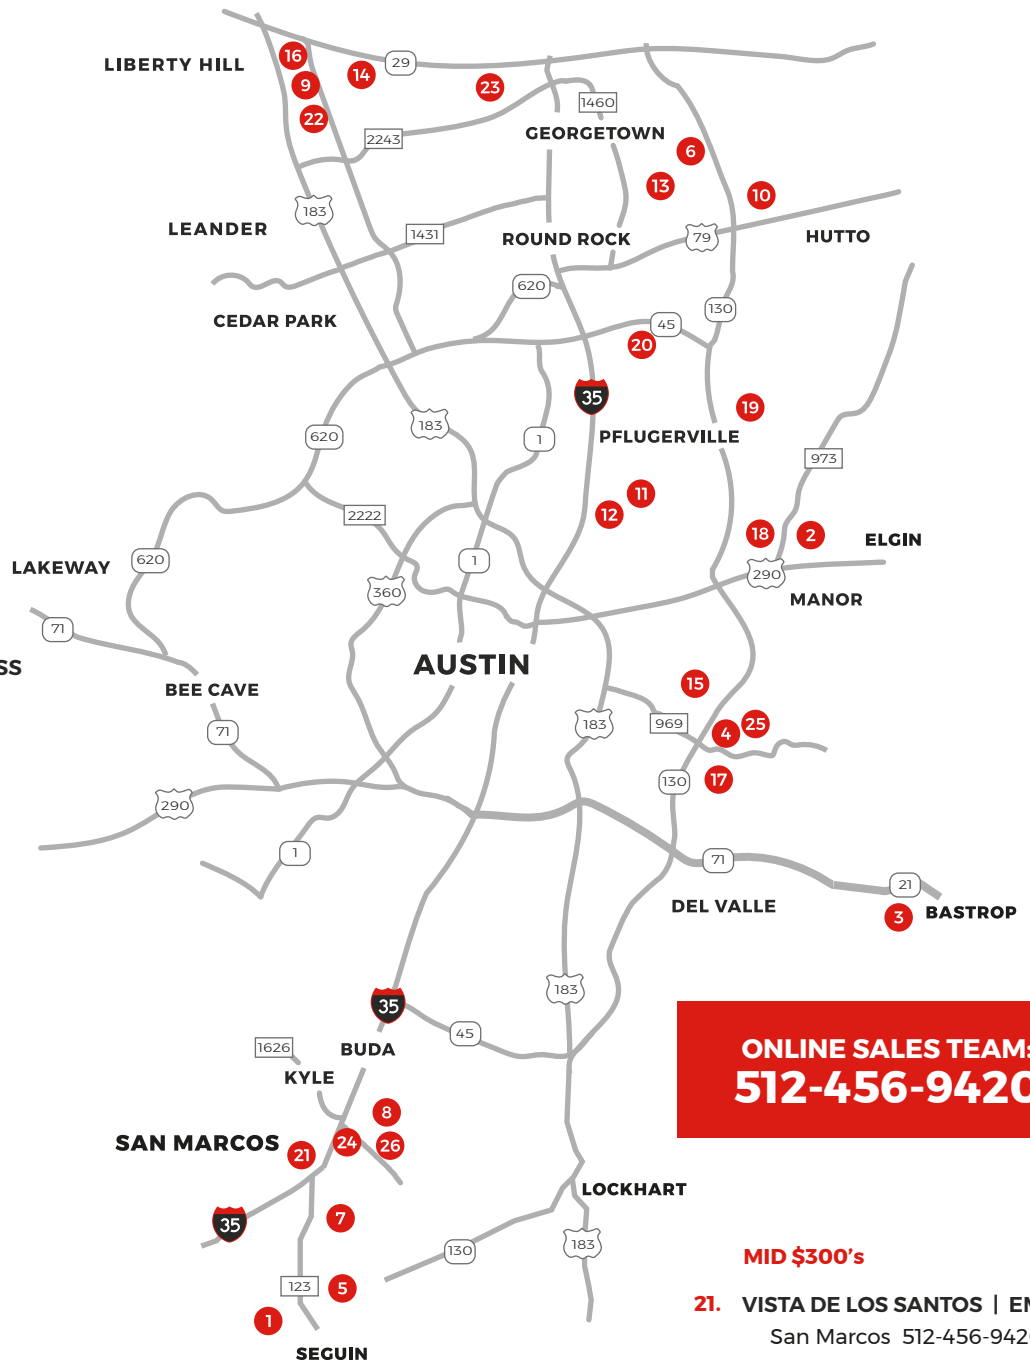 LIBERTY HILL
16
14
29
9
23
22
1460
2243
GEORGETOWN
6
13
10
183
LEANDER
1431
ROUND ROCK
79
HUTTO
620
CEDAR PARK
130
45
20
35
19
183
620
1
PFLUGERVILLE
973
11
12
2222
18
2
ELGIN
620
1
LAKEWAY
290
360
MANOR
71
SS
AUSTIN
BEE CAVE
15
183
969
25
4
71
130
17
290
1
71
21
DEL VALLE
3
BASTROP
183
35
45
1626
BUDA
KYLE
ONLINE SALES TEAM:
512-456-9420
8
SAN MARCOS
24
26
21
LOCKHART
7
35
183
130
MID $300's
123
5
1
21. VISTA DE LOS SANTOS | EM
San Marcos 512-456-9420
SEGUIN